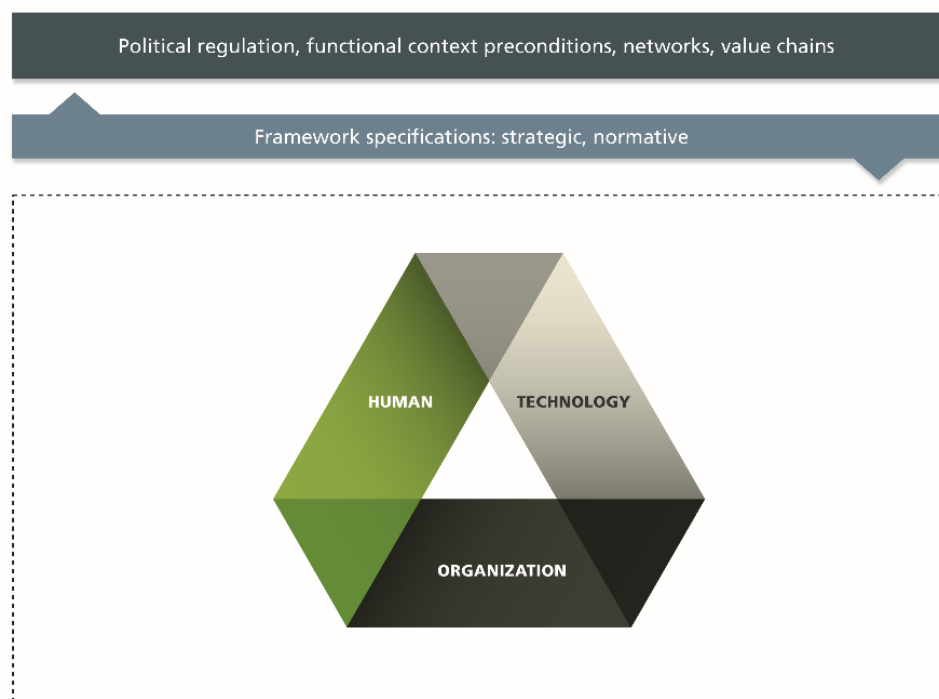 Political regulation, functional context preconditions, networks, value chains
Framework specifications: strategic, normative
HUMAN
TECHNOLOGY
ORGANIZATION